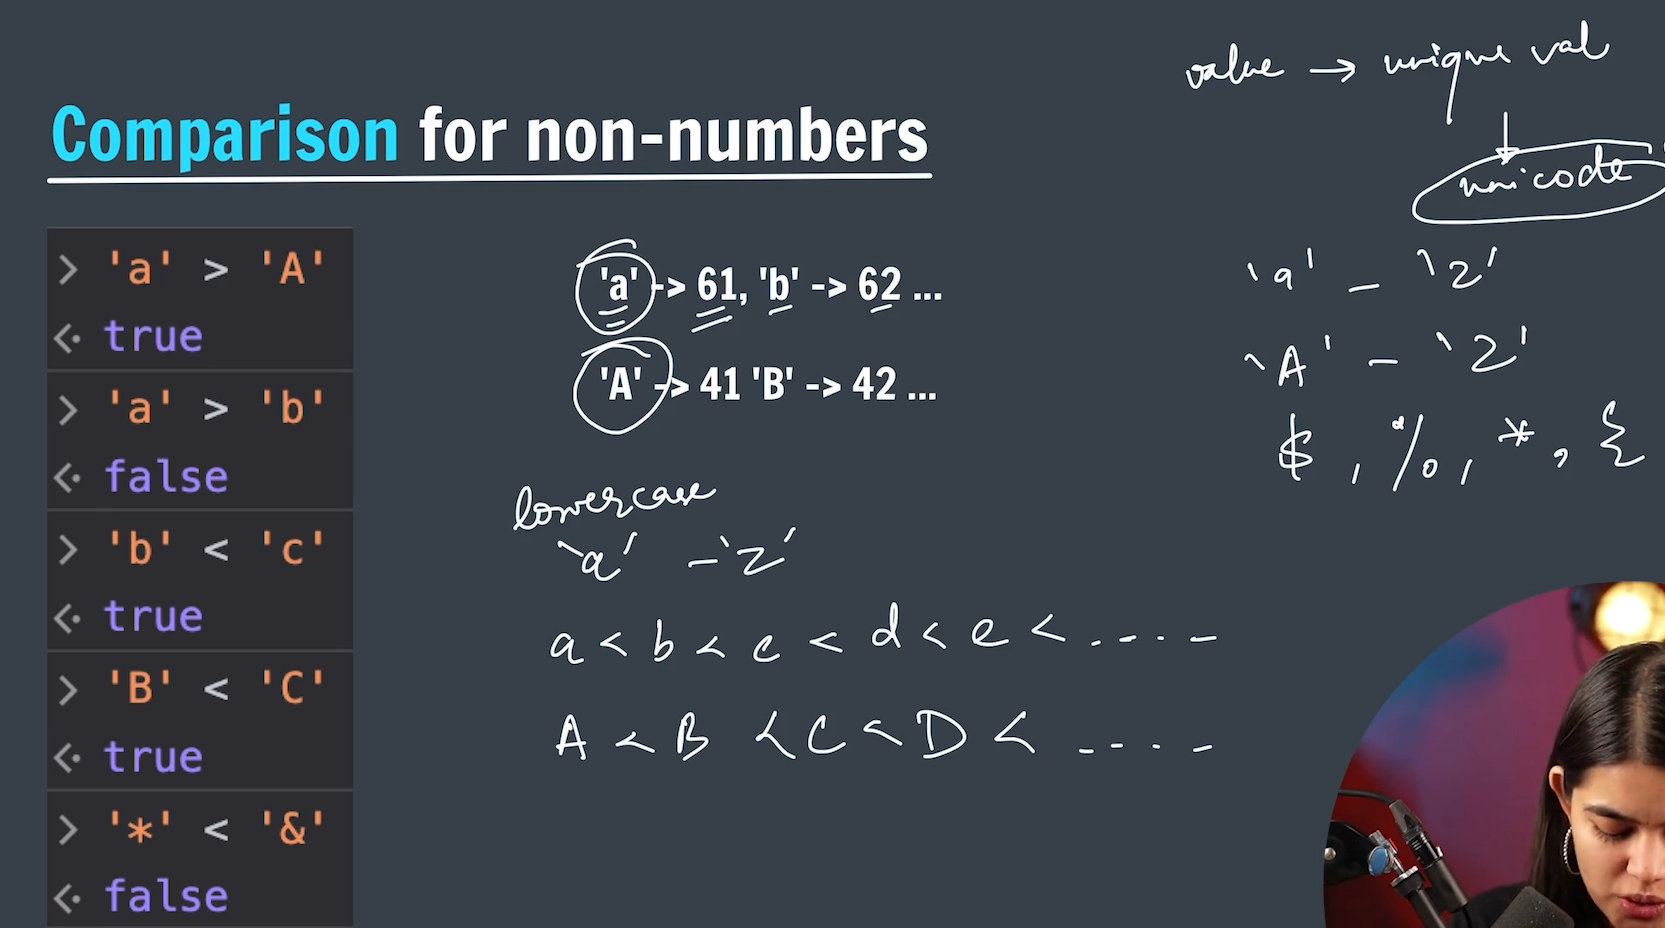 value → unique val
unicode
Comparison for non-numbers
> 'a' > 'A'
<· true
> 'a' > 'b'
<· false
> 'b' < 'c'
<· true
> 'B' < 'C'
<· true
> '*' < '&'
<· false
'a' -> 61, 'b' -> 62 ...
'A' -> 41 'B' -> 42 ...
lowercase
'a' - 'z'
a < b < c < d < e < ....
A < B < C < D < ....
'a' - 'z'
'A' - 'Z'
$ , % , * , {